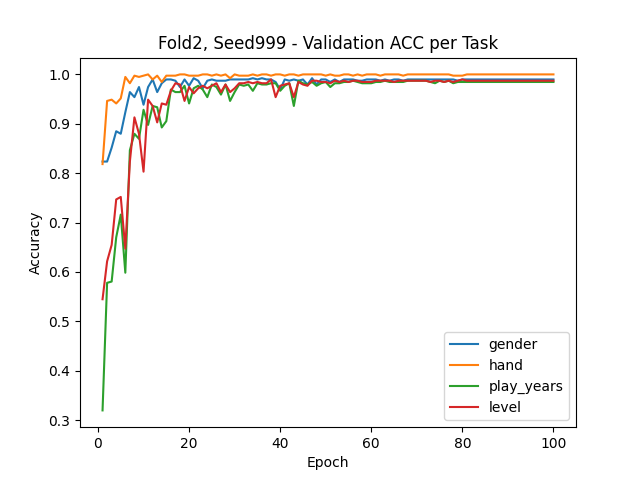 Fold2, Seed999 - Validation ACC per Task
Accuracy
1.0
0.9
0.8
0.7
0.6
0.5
0.4
0.3
gender
hand
play_years
level
0 20 40 60 80 100
Epoch